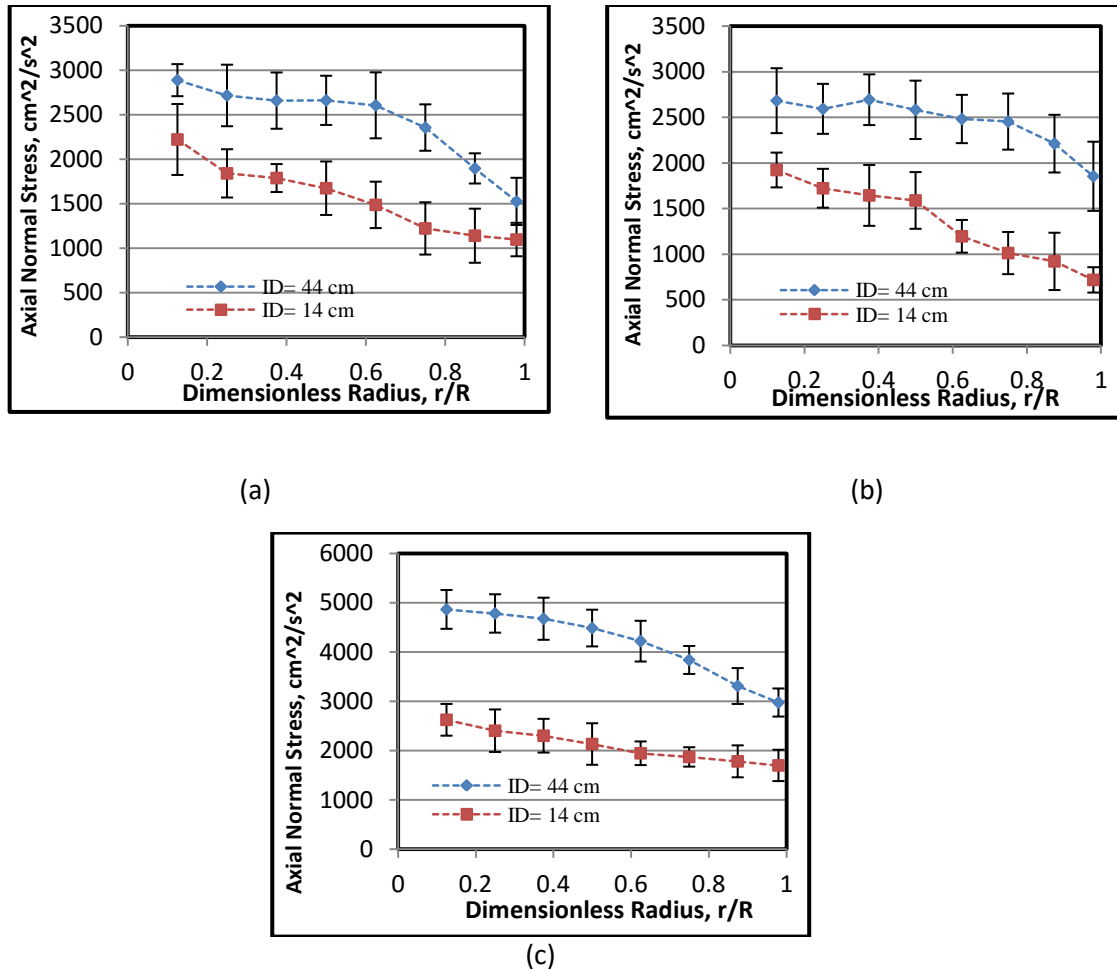 3500
3000
2500
2000
1500
1000
500
0
Axial Normal Stress, cm^2/s^2
ID= 44 cm
ID= 14 cm
0 0.2 0.4 0.6 0.8 1
Dimensionless Radius, r/R
(a)
3500
3000
2500
2000
1500
1000
500
0
Axial Normal Stress, cm^2/s^2
ID= 44 cm
ID= 14 cm
0 0.2 0.4 0.6 0.8 1
Dimensionless Radius, r/R
(b)
6000
5000
4000
3000
2000
1000
0
Axial Normal Stress, cm^2/s^2
ID= 44 cm
ID= 14 cm
0 0.2 0.4 0.6 0.8 1
Dimensionless Radius, r/R
(c)